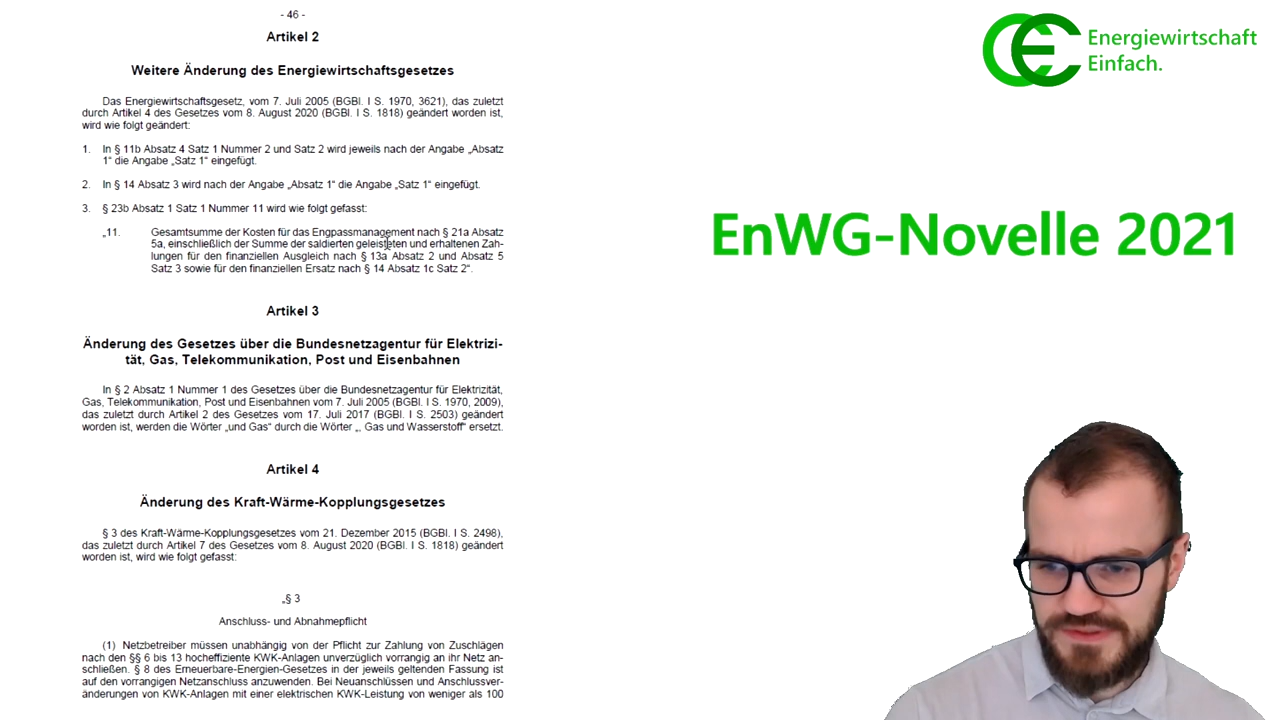 - 46 -
Artikel 2
Weitere Änderung des Energiewirtschaftsgesetzes
Das Energiewirtschaftsgesetz, vom 7. Juli 2005 (BGBl. I S. 1970, 3621), das zuletzt
durch Artikel 4 des Gesetzes vom 8. August 2020 (BGBl. I S. 1818) geändert worden ist,
wird wie folgt geändert:
1. In § 11b Absatz 4 Satz 1 Nummer 2 und Satz 2 wird jeweils nach der Angabe „Absatz
1“ die Angabe „Satz 1“ eingefügt.
2. In § 14 Absatz 3 wird nach der Angabe „Absatz 1“ die Angabe „Satz 1“ eingefügt.
3. § 23b Absatz 1 Satz 1 Nummer 11 wird wie folgt gefasst:
„11. Gesamtsumme der Kosten für das Engpassmanagement nach § 21a Absatz
5a, einschließlich der Summe der saldierten geleisteten und erhaltenen Zah-
lungen für den finanziellen Ausgleich nach § 13a Absatz 2 und Absatz 5
Satz 3 sowie für den finanziellen Ersatz nach § 14 Absatz 1c Satz 2“.
Artikel 3
Änderung des Gesetzes über die Bundesnetzagentur für Elektrizi-
tät, Gas, Telekommunikation, Post und Eisenbahnen
In § 2 Absatz 1 Nummer 1 des Gesetzes über die Bundesnetzagentur für Elektrizität,
Gas, Telekommunikation, Post und Eisenbahnen vom 7. Juli 2005 (BGBl. I S. 1970, 2009),
das zuletzt durch Artikel 2 des Gesetzes vom 17. Juli 2017 (BGBl. I S. 2503) geändert
worden ist, werden die Wörter „und Gas“ durch die Wörter „, Gas und Wasserstoff“ ersetzt.
Artikel 4
Änderung des Kraft-Wärme-Kopplungsgesetzes
§ 3 des Kraft-Wärme-Kopplungsgesetzes vom 21. Dezember 2015 (BGBl. I S. 2498),
das zuletzt durch Artikel 7 des Gesetzes vom 8. August 2020 (BGBl. I S. 1818) geändert
worden ist, wird wie folgt gefasst:
„§ 3
Anschluss- und Abnahmepflicht
(1) Netzbetreiber müssen unabhängig von der Pflicht zur Zahlung von Zuschlägen
nach den §§ 6 bis 13 hocheffiziente KWK-Anlagen unverzüglich vorrangig an ihr Netz an-
schließen. § 8 des Erneuerbare-Energien-Gesetzes in der jeweils geltenden Fassung ist
auf den vorrangigen Netzanschluss anzuwenden. Bei Neuanschlüssen und Anschlussver-
änderungen von KWK-Anlagen mit einer elektrischen KWK-Leistung von weniger als 100
Energiewirtschaft
Einfach.
EnWG-Novelle 2021